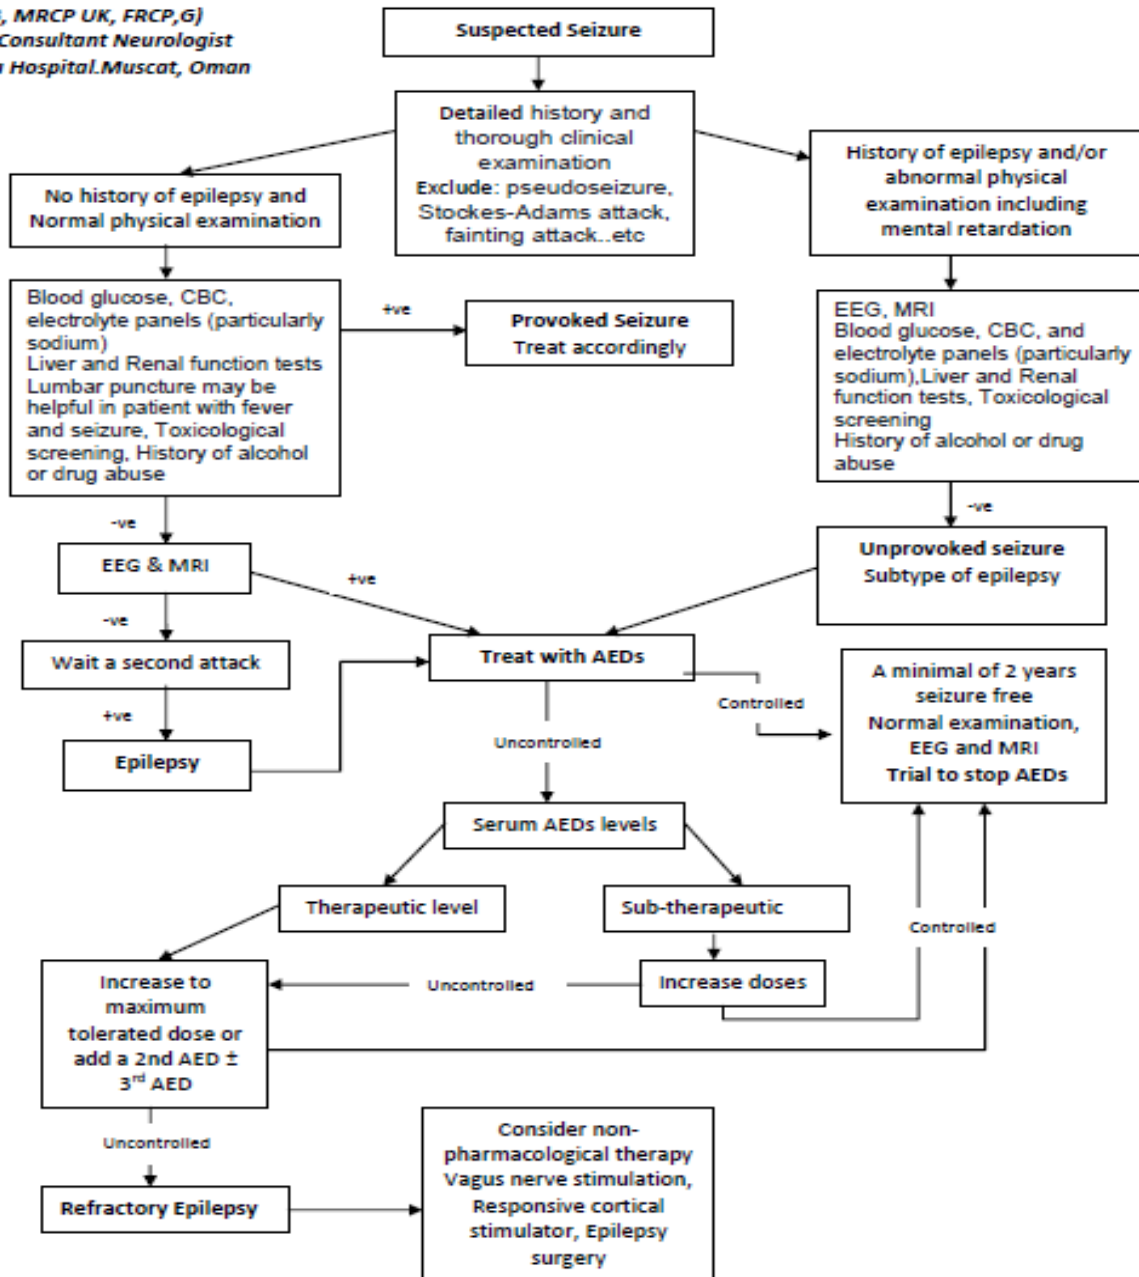 , MRCP UK, FRCP,G)
Consultant Neurologist
Hospital.Muscat, Oman
Suspected Seizure
Detailed history and
thorough clinical
examination
Exclude: pseudoseizure,
Stockes-Adams attack,
fainting attack..etc
No history of epilepsy and
Normal physical examination
History of epilepsy and/or
abnormal physical
examination including
mental retardation
Blood glucose, CBC,
electrolyte panels (particularly
sodium)
Liver and Renal function tests
Lumbar puncture may be
helpful in patient with fever
and seizure, Toxicological
screening, History of alcohol
or drug abuse
+ve
Provoked Seizure
Treat accordingly
EEG, MRI
Blood glucose, CBC, and
electrolyte panels (particularly
sodium),Liver and Renal
function tests, Toxicological
screening
History of alcohol or drug
abuse
-ve
-ve
EEG & MRI
+ve
Unprovoked seizure
Subtype of epilepsy
-ve
Wait a second attack
Treat with AEDs
+ve
Epilepsy
Controlled
A minimal of 2 years
seizure free
Normal examination,
EEG and MRI
Trial to stop AEDs
Uncontrolled
Serum AEDs levels
Therapeutic level
Sub-therapeutic
Controlled
Increase to
maximum
tolerated dose or
add a 2nd AED ±
3rd AED
Uncontrolled
Increase doses
Uncontrolled
Refractory Epilepsy
Consider non-
pharmacological therapy
Vagus nerve stimulation,
Responsive cortical
stimulator, Epilepsy
surgery